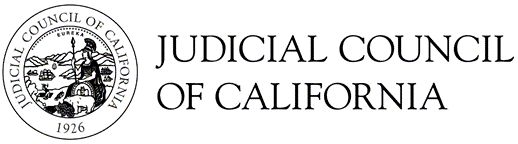 JUDICIAL COUNCIL OF CALIFORNIA
EUREKA
1926
JUDICIAL COUNCIL
OF CALIFORNIA